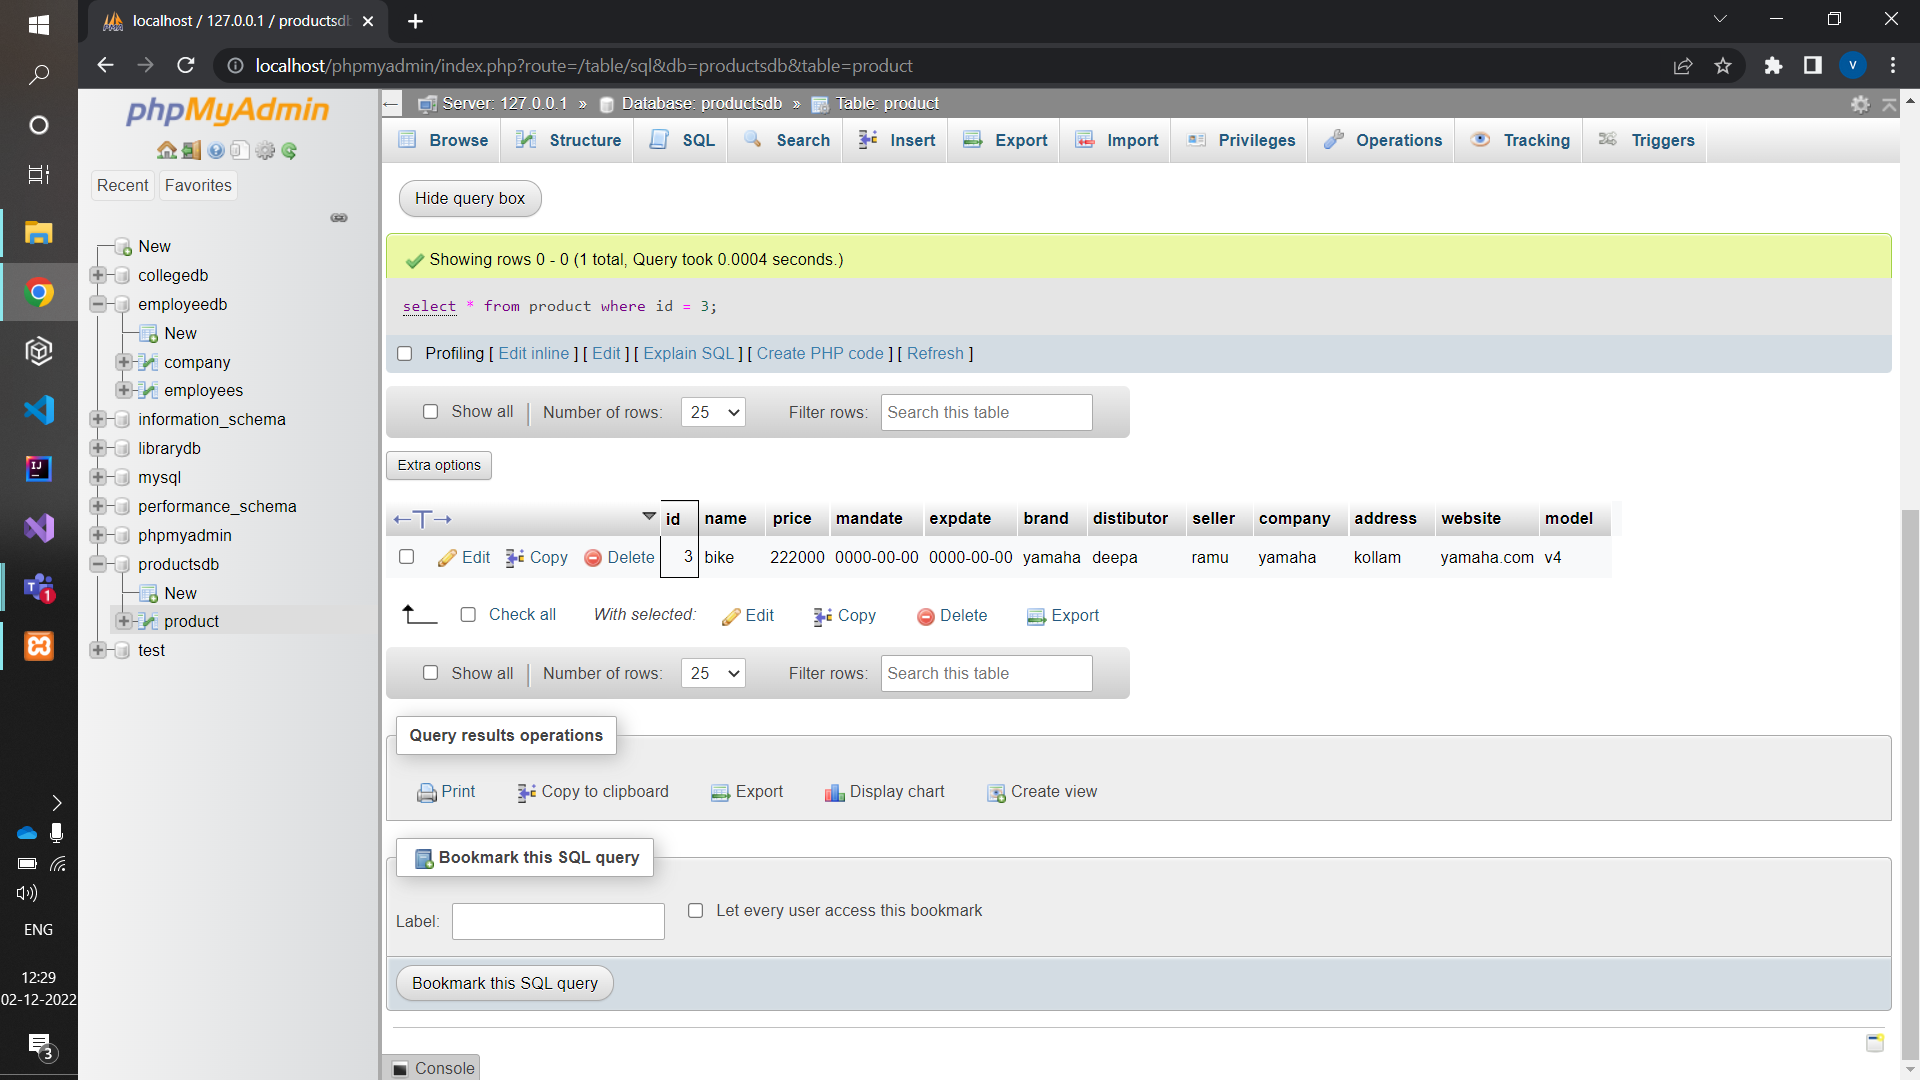 localhost / 127.0.0.1 / productsdb
localhost/phpmyadmin/index.php?route=/table/sql&db=productsdb&table=product
V
phpMyAdmin
Recent Favorites
New
collegedb
employeedb
New
company
employees
information_schema
librarydb
mysql
performance_schema
phpmyadmin
productsdb
New
product
test
Server: 127.0.0.1 » Database: productsdb » Table: product
Browse Structure SQL Search Insert Export Import Privileges Operations Tracking Triggers
Hide query box
Showing rows 0 - 0 (1 total, Query took 0.0004 seconds.)
select * from product where id = 3;
Profiling [ Edit inline ] [ Edit ] [ Explain SQL ] [ Create PHP code ] [ Refresh ]
Show all Number of rows: 25 Filter rows: Search this table
Extra options
←T→ id name price mandate expdate brand distibutor seller company address website model
Edit Copy Delete 3 bike 222000 0000-00-00 0000-00-00 yamaha deepa ramu yamaha kollam yamaha.com v4
Check all With selected: Edit Copy Delete Export
Show all Number of rows: 25 Filter rows: Search this table
Query results operations
Print Copy to clipboard Export Display chart Create view
Bookmark this SQL query
Label: Let every user access this bookmark
Bookmark this SQL query
Console
IJ
T 1
ENG
12:29
02-12-2022
3